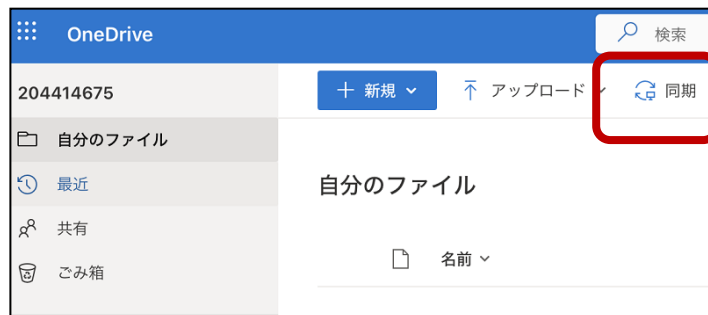 OneDrive
検索
204414675
新規
アップロード
同期
自分のファイル
最近
共有
ごみ箱
自分のファイル
名前